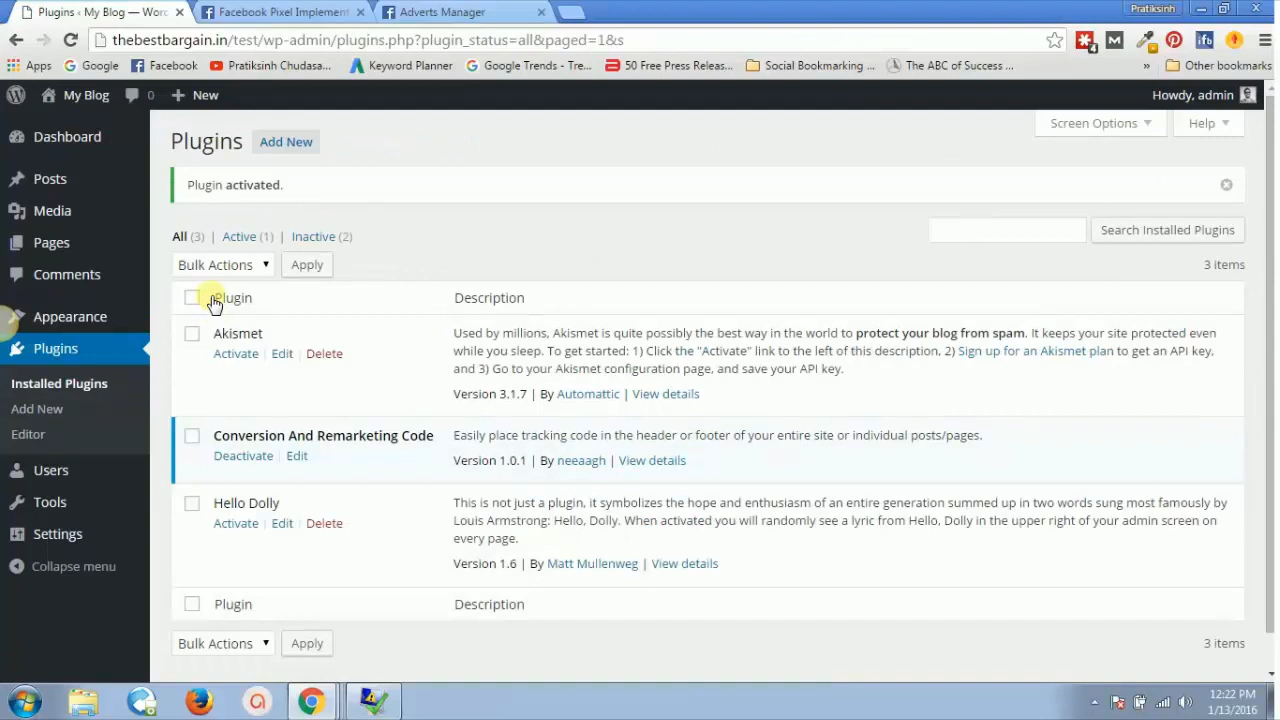 Plugins ‹ My Blog — Worc
Facebook Pixel Implement
Adverts Manager
Pratiksinh
thebestbargain.in/test/wp-admin/plugins.php?plugin_status=all&paged=1&s
Apps
Google
Facebook
Pratiksinh Chudasa...
Keyword Planner
Google Trends - Tre...
50 Free Press Releas...
Social Bookmarking ...
The ABC of Success ...
»
Other bookmarks
My Blog
0
+ New
Howdy, admin
Dashboard
Posts
Media
Pages
Comments
Appearance
Plugins
Installed Plugins
Add New
Editor
Users
Tools
Settings
Collapse menu
Screen Options
Help
Plugins
Add New
Plugin activated.
All (3) | Active (1) | Inactive (2)
Search Installed Plugins
Bulk Actions
Apply
3 items
Plugin
Description
Akismet
Activate | Edit | Delete
Used by millions, Akismet is quite possibly the best way in the world to protect your blog from spam. It keeps your site protected even
while you sleep. To get started: 1) Click the "Activate" link to the left of this description, 2) Sign up for an Akismet plan to get an API key,
and 3) Go to your Akismet configuration page, and save your API key.
Version 3.1.7 | By Automattic | View details
Conversion And Remarketing Code
Deactivate | Edit
Easily place tracking code in the header or footer of your entire site or individual posts/pages.
Version 1.0.1 | By neeaagh | View details
Hello Dolly
Activate | Edit | Delete
This is not just a plugin, it symbolizes the hope and enthusiasm of an entire generation summed up in two words sung most famously by
Louis Armstrong: Hello, Dolly. When activated you will randomly see a lyric from Hello, Dolly in the upper right of your admin screen on
every page.
Version 1.6 | By Matt Mullenweg | View details
Plugin
Description
Bulk Actions
Apply
3 items
12:22 PM
1/13/2016